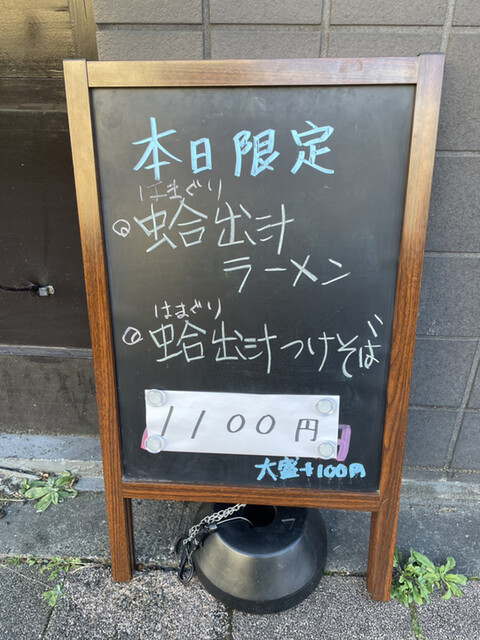 本日限定
はまぐり
◎蛤出汁
ラーメン
はまぐり
◎蛤出汁つけそば
1100円
大盛+100円